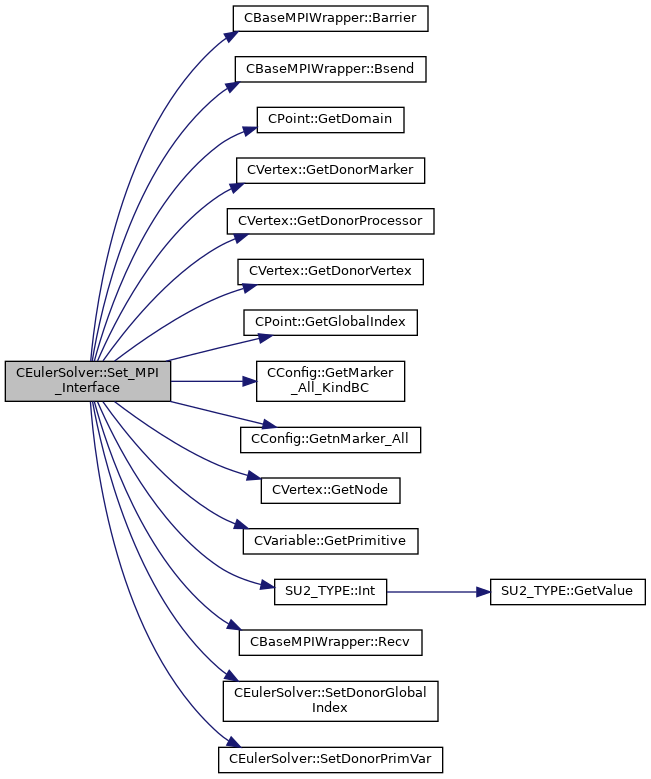 CBaseMPIWrapper::Barrier
CBaseMPIWrapper::Bsend
CPoint::GetDomain
CVertex::GetDonorMarker
CVertex::GetDonorProcessor
CVertex::GetDonorVertex
CPoint::GetGlobalIndex
CEulerSolver::Set_MPI
_Interface
CConfig::GetMarker
_All_KindBC
CConfig::GetnMarker_All
CVertex::GetNode
CVariable::GetPrimitive
SU2_TYPE::Int
SU2_TYPE::GetValue
CBaseMPIWrapper::Recv
CEulerSolver::SetDonorGlobal
Index
CEulerSolver::SetDonorPrimVar